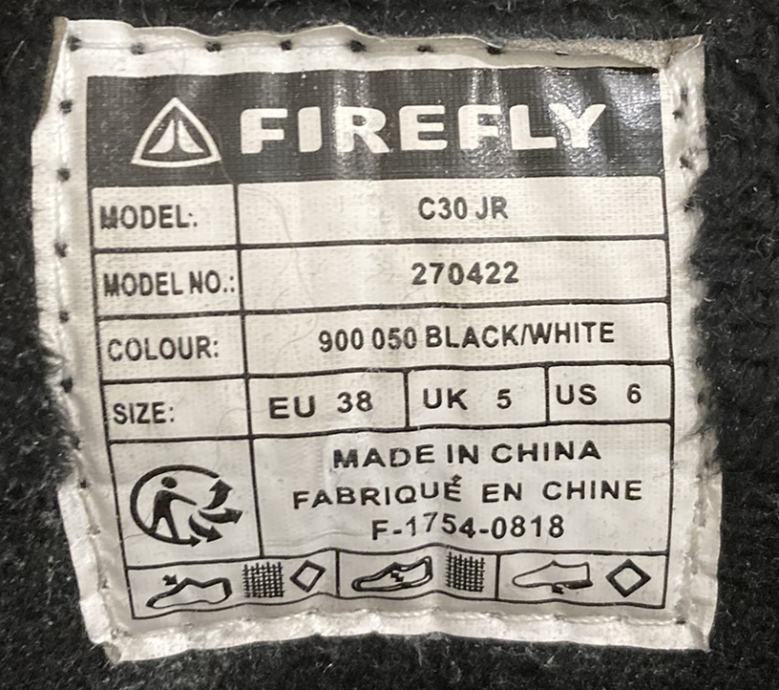 FIREFLY
MODEL: C30 JR
MODEL NO.: 270422
COLOUR: 900 050 BLACK/WHITE
SIZE: EU 38 UK 5 US 6
MADE IN CHINA
FABRIQUÉ EN CHINE
F-1754-0818